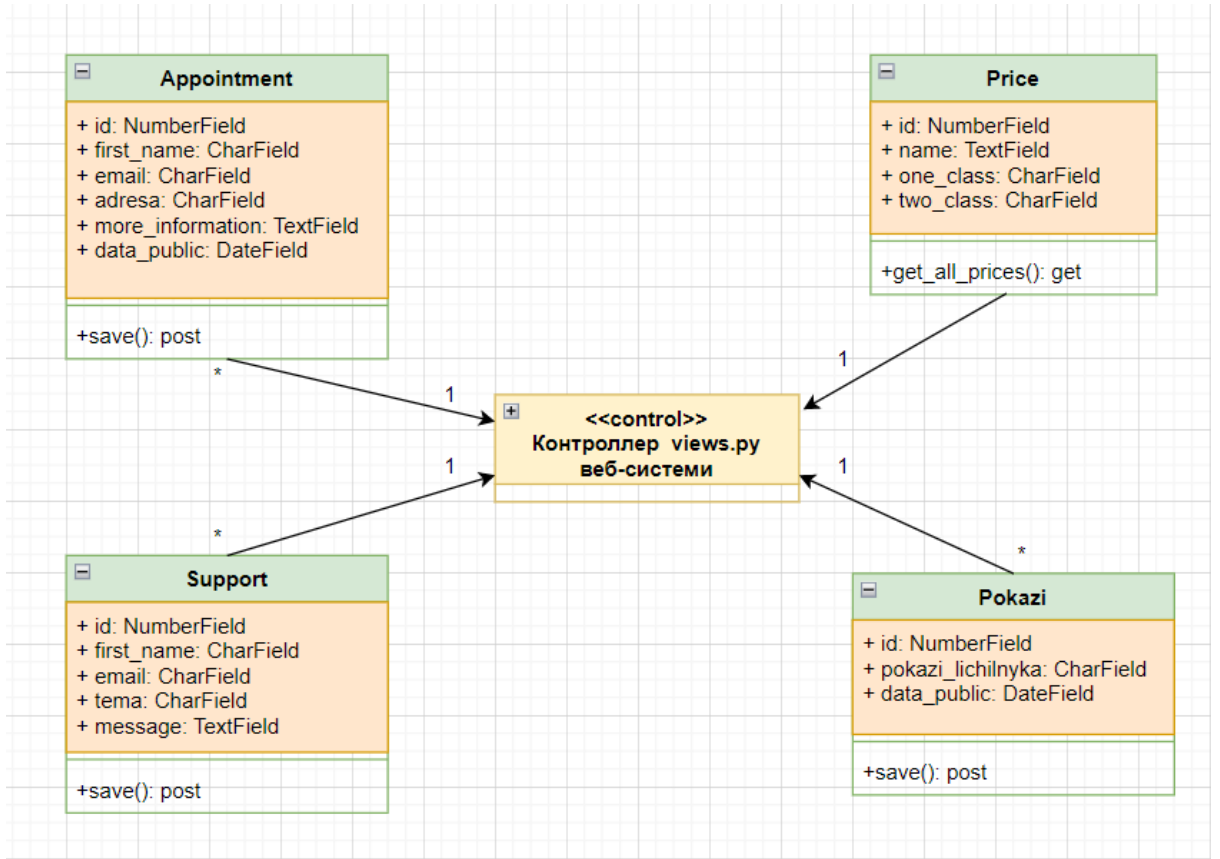 Appointment
+ id: NumberField
+ first_name: CharField
+ email: CharField
+ adresa: CharField
+ more_information: TextField
+ data_public: DateField
+save(): post
*
1
Price
+ id: NumberField
+ name: TextField
+ one_class: CharField
+ two_class: CharField
+get_all_prices(): get
1
<<control>>
Контроллер views.py
веб-системи
1
*
Support
+ id: NumberField
+ first_name: CharField
+ email: CharField
+ tema: CharField
+ message: TextField
+save(): post
1
*
Pokazi
+ id: NumberField
+ pokazi_lichilnyka: CharField
+ data_public: DateField
+save(): post